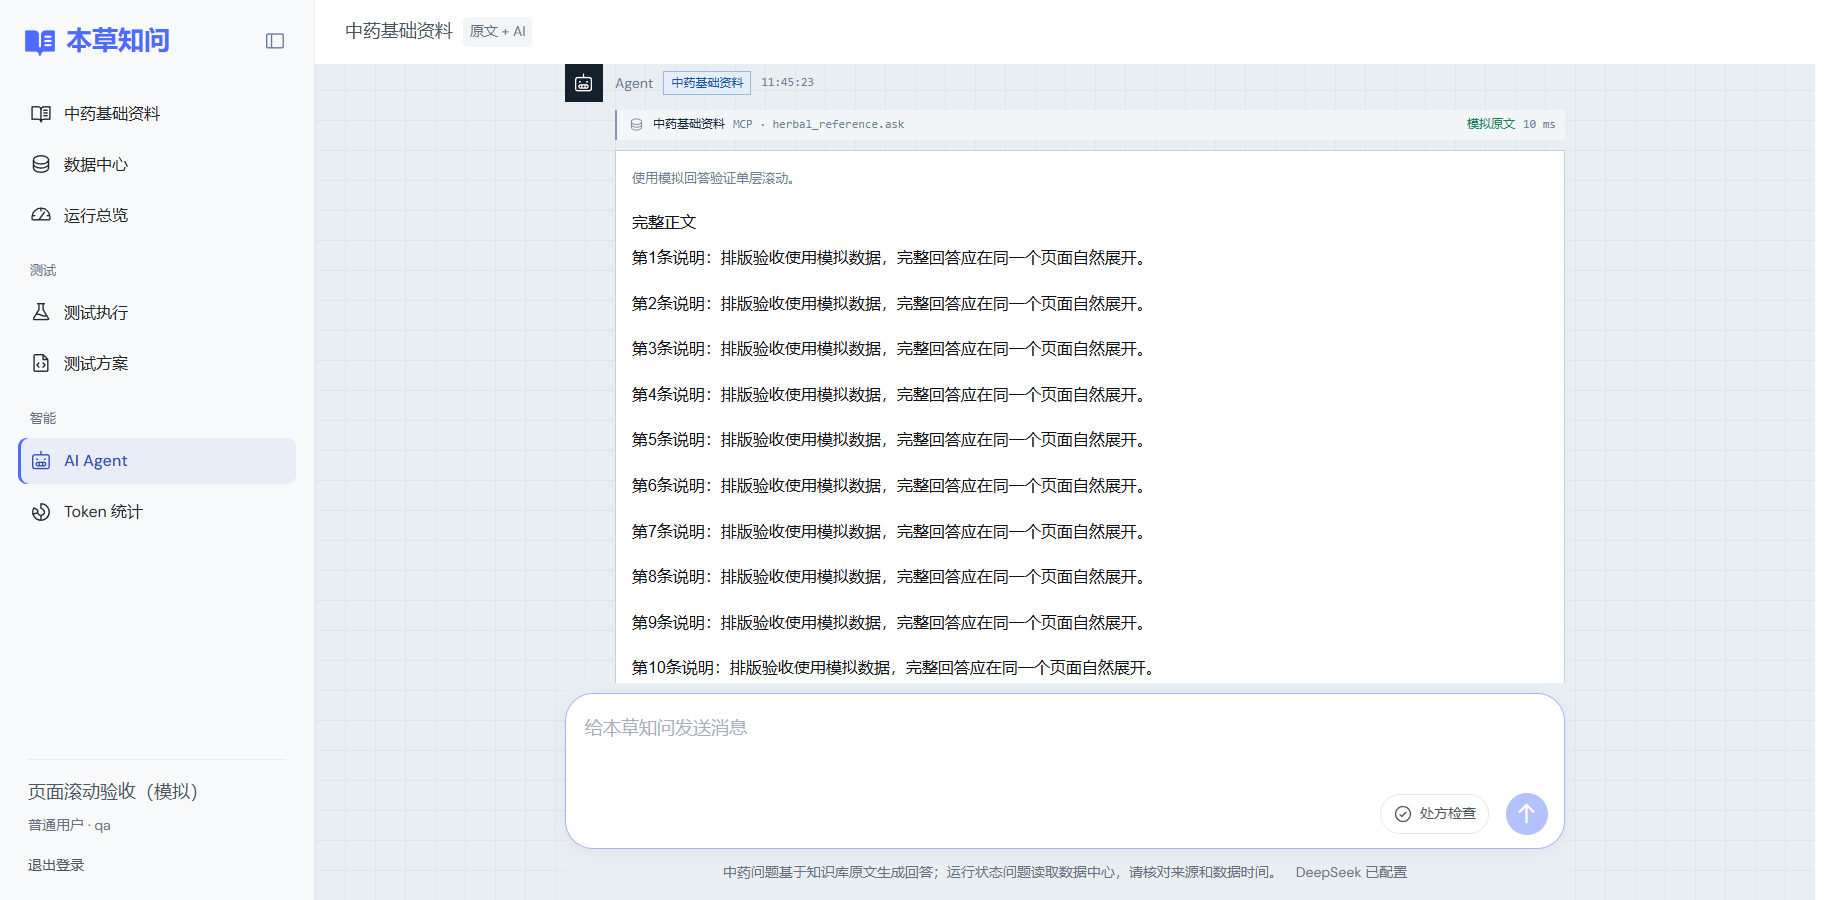 本草知问
中药基础资料
数据中心
运行总览
测试
测试执行
测试方案
智能
AI Agent
Token 统计
页面滚动验收（模拟）
普通用户 · qa
退出登录
中药基础资料 原文 + AI
Agent 中药基础资料 11:45:23
中药基础资料 MCP · herbal_reference.ask 模拟原文 10 ms
使用模拟回答验证单层滚动。
完整正文
第1条说明：排版验收使用模拟数据，完整回答应在同一个页面自然展开。
第2条说明：排版验收使用模拟数据，完整回答应在同一个页面自然展开。
第3条说明：排版验收使用模拟数据，完整回答应在同一个页面自然展开。
第4条说明：排版验收使用模拟数据，完整回答应在同一个页面自然展开。
第5条说明：排版验收使用模拟数据，完整回答应在同一个页面自然展开。
第6条说明：排版验收使用模拟数据，完整回答应在同一个页面自然展开。
第7条说明：排版验收使用模拟数据，完整回答应在同一个页面自然展开。
第8条说明：排版验收使用模拟数据，完整回答应在同一个页面自然展开。
第9条说明：排版验收使用模拟数据，完整回答应在同一个页面自然展开。
第10条说明：排版验收使用模拟数据，完整回答应在同一个页面自然展开。
给本草知问发送消息
处方检查
中药问题基于知识库原文生成回答；运行状态问题读取数据中心，请核对来源和数据时间。 DeepSeek 已配置